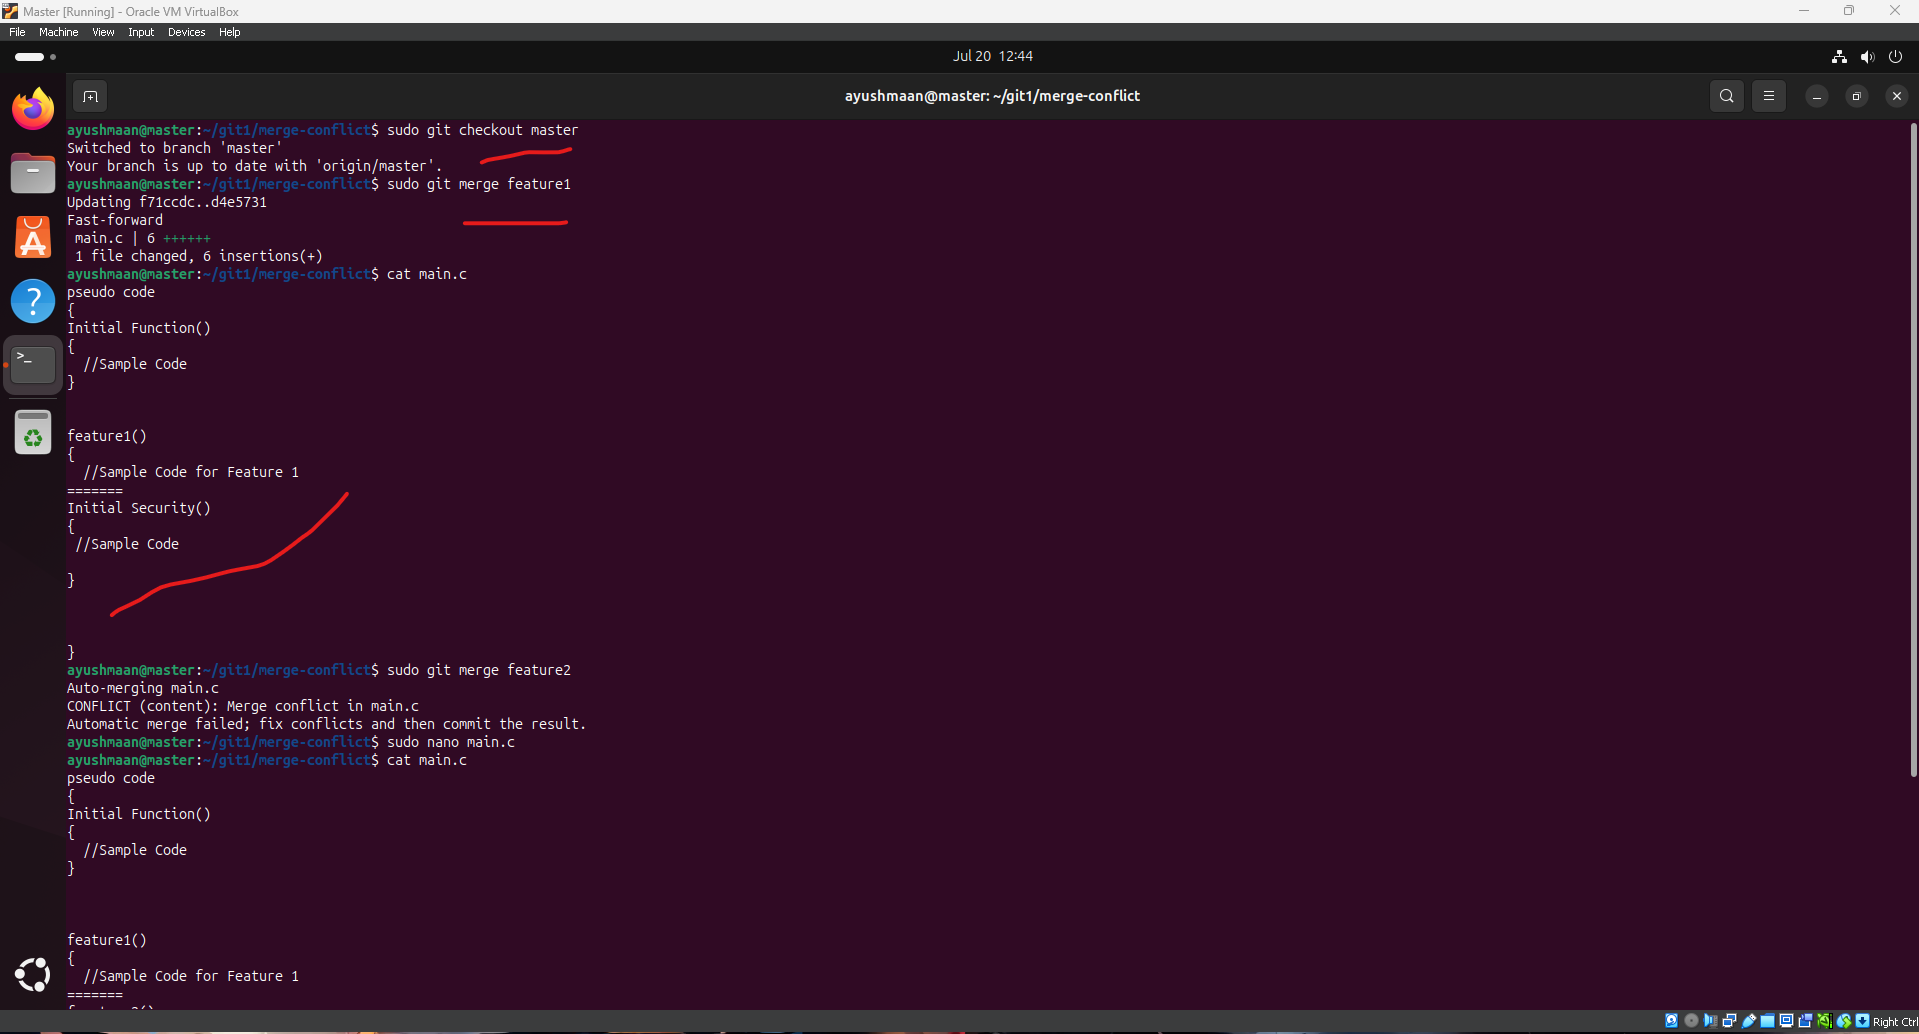 Master [Running] - Oracle VM VirtualBox
File Machine View Input Devices Help
Jul 20 12:44
ayushmaan@master: ~/git1/merge-conflict
ayushmaan@master:~/git1/merge-conflict$ sudo git checkout master
Switched to branch 'master'
Your branch is up to date with 'origin/master'.
ayushmaan@master:~/git1/merge-conflict$ sudo git merge feature1
Updating f71ccdc..d4e5731
Fast-forward
 main.c | 6 ++++++
 1 file changed, 6 insertions(+)
ayushmaan@master:~/git1/merge-conflict$ cat main.c
pseudo code
{
Initial Function()
{
  //Sample Code
}
feature1()
{
  //Sample Code for Feature 1
=======
Initial Security()
{
 //Sample Code
}
}
ayushmaan@master:~/git1/merge-conflict$ sudo git merge feature2
Auto-merging main.c
CONFLICT (content): Merge conflict in main.c
Automatic merge failed; fix conflicts and then commit the result.
ayushmaan@master:~/git1/merge-conflict$ sudo nano main.c
ayushmaan@master:~/git1/merge-conflict$ cat main.c
pseudo code
{
Initial Function()
{
  //Sample Code
}
feature1()
{
  //Sample Code for Feature 1
=======
Right Ctrl